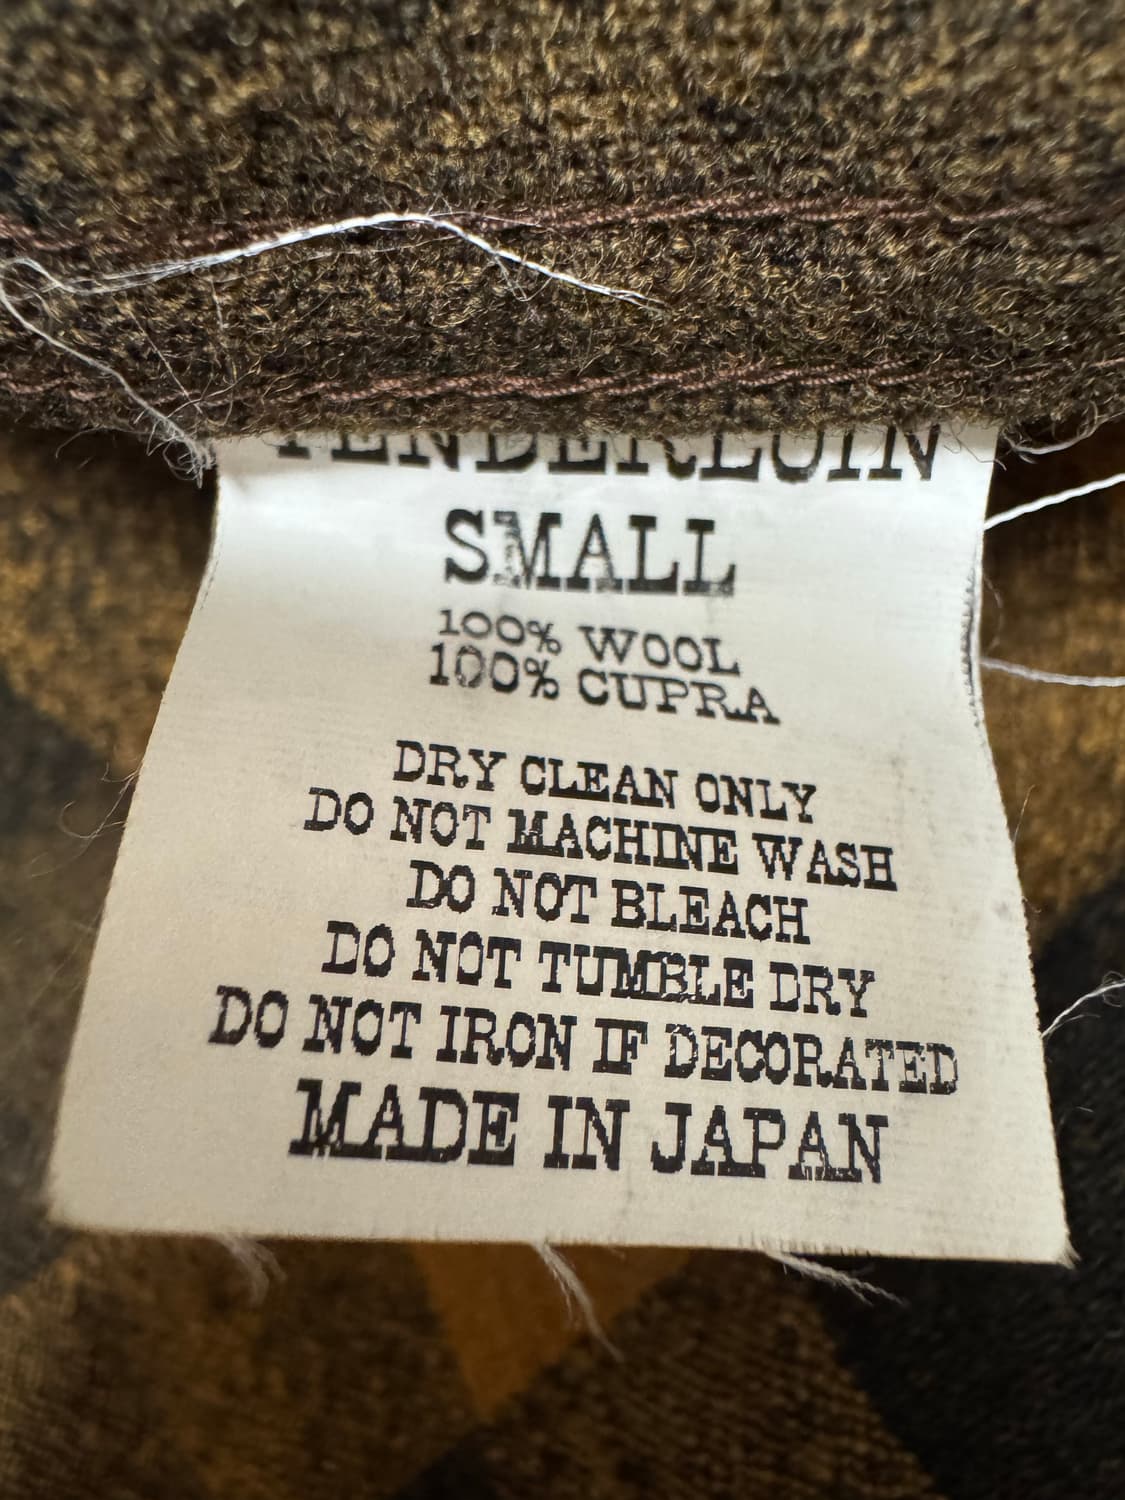 TENDERLOIN
SMALL
100% WOOL
100% CUPRA
DRY CLEAN ONLY
DO NOT MACHINE WASH
DO NOT BLEACH
DO NOT TUMBLE DRY
DO NOT IRON IF DECORATED
MADE IN JAPAN